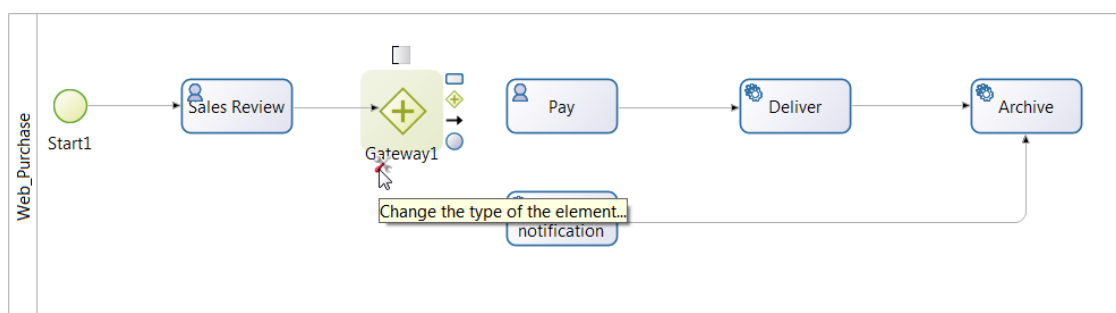 Web_Purchase
Start1
Sales Review
Gateway1
Pay
Deliver
Archive
Change the type of the element...
notification